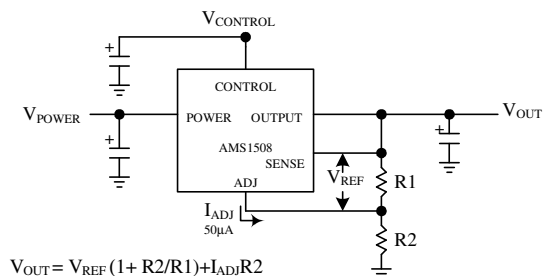 VCONTROL
+
CONTROL
VPOWER
POWER
OUTPUT
VOUT
+
AMS1508
+
SENSE
VREF
R1
ADJ
IADJ
50µA
R2
VOUT = VREF (1+ R2/R1)+IADJR2